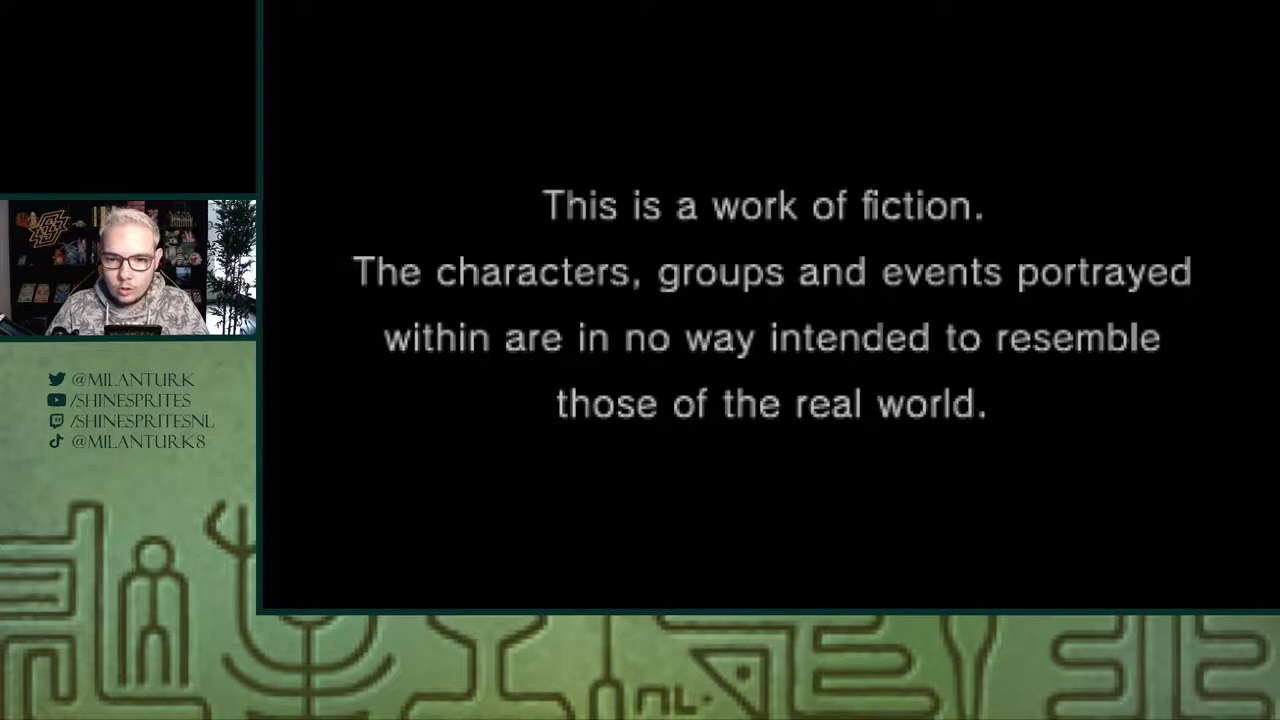 This is a work of fiction.
The characters, groups and events portrayed
within are in no way intended to resemble
those of the real world.
@MILANTURK
/SHINESPRITES
/SHINESPRITESNL
@MILANTURK8